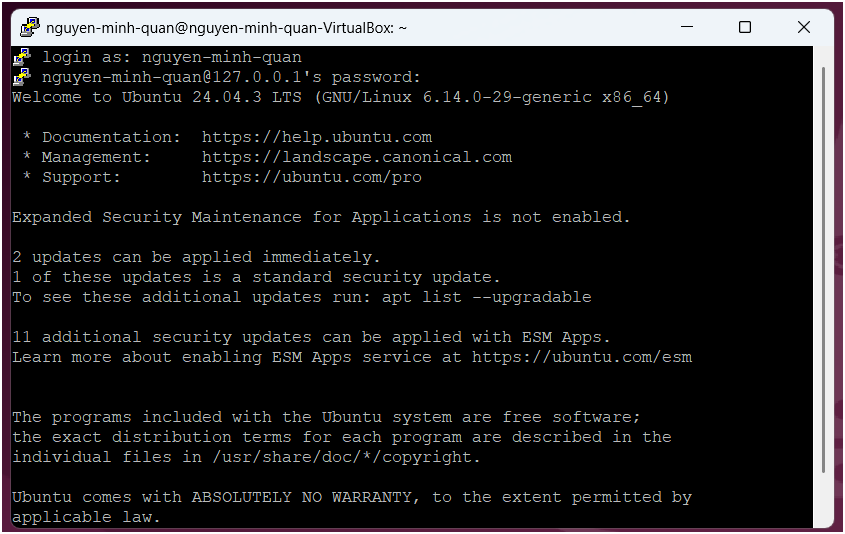 nguyen-minh-quan@nguyen-minh-quan-VirtualBox: ~
login as: nguyen-minh-quan
nguyen-minh-quan@127.0.0.1's password:
Welcome to Ubuntu 24.04.3 LTS (GNU/Linux 6.14.0-29-generic x86_64)
* Documentation:  https://help.ubuntu.com
* Management:     https://landscape.canonical.com
* Support:        https://ubuntu.com/pro
Expanded Security Maintenance for Applications is not enabled.
2 updates can be applied immediately.
1 of these updates is a standard security update.
To see these additional updates run: apt list --upgradable
11 additional security updates can be applied with ESM Apps.
Learn more about enabling ESM Apps service at https://ubuntu.com/esm
The programs included with the Ubuntu system are free software;
the exact distribution terms for each program are described in the
individual files in /usr/share/doc/*/copyright.
Ubuntu comes with ABSOLUTELY NO WARRANTY, to the extent permitted by
applicable law.